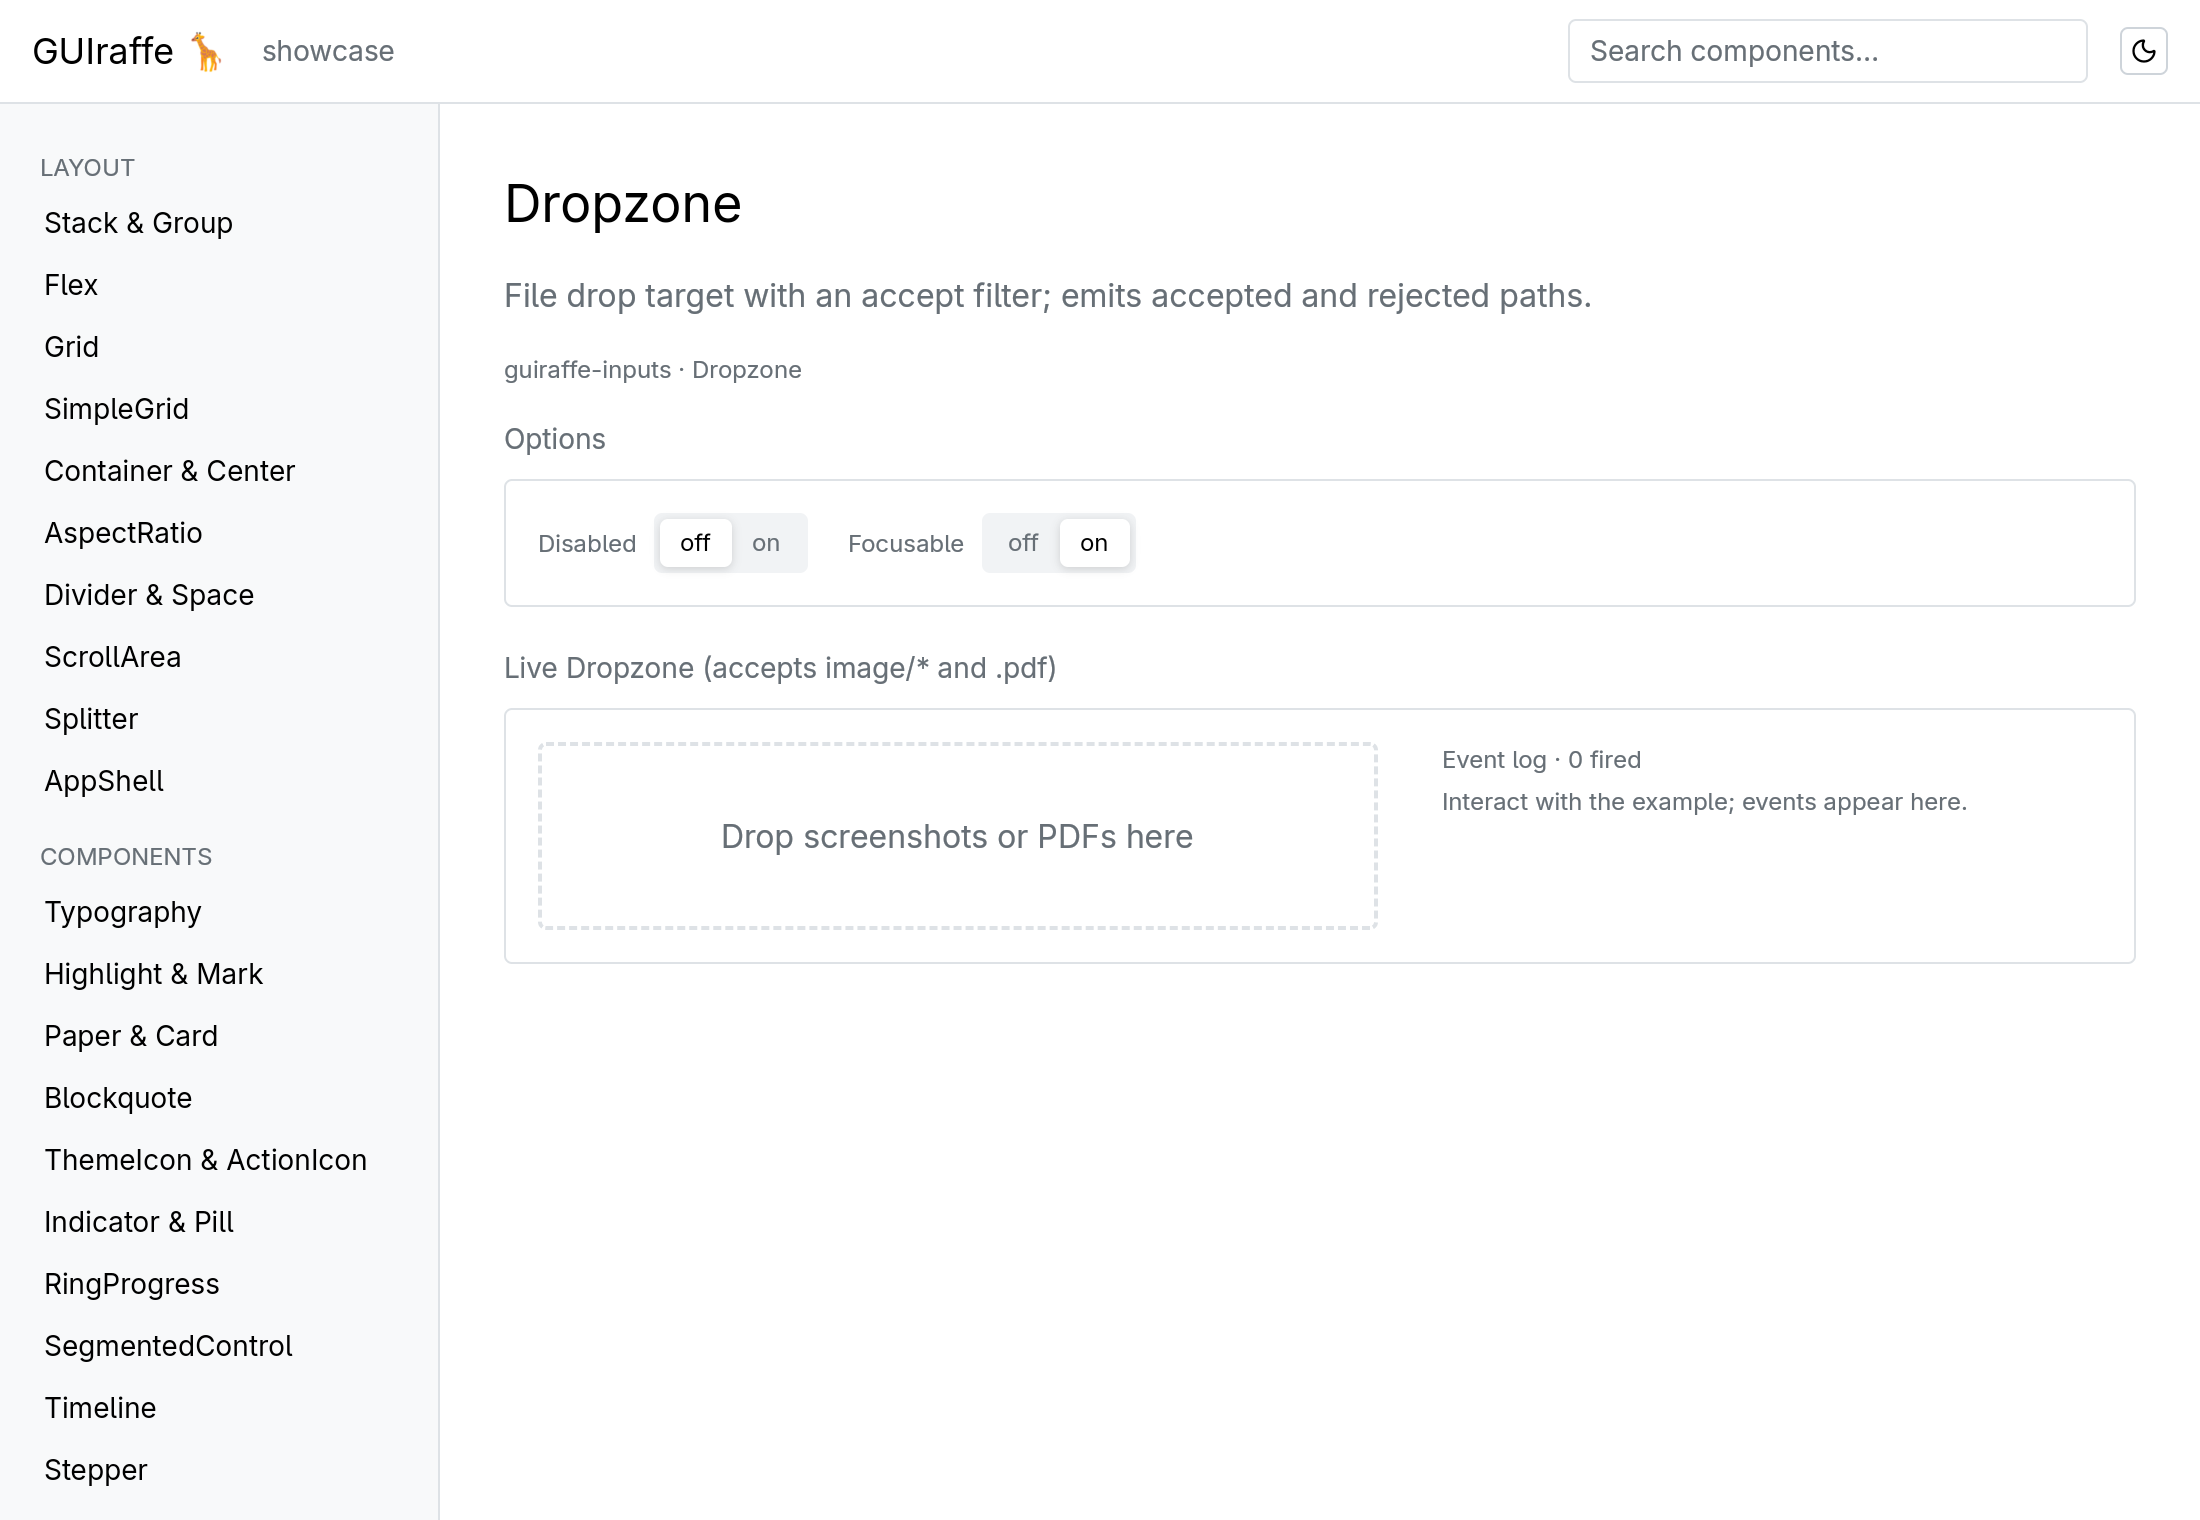 GUIraffe 🦒 showcase
Search components...
LAYOUT
Stack & Group
Flex
Grid
SimpleGrid
Container & Center
AspectRatio
Divider & Space
ScrollArea
Splitter
AppShell
COMPONENTS
Typography
Highlight & Mark
Paper & Card
Blockquote
ThemeIcon & ActionIcon
Indicator & Pill
RingProgress
SegmentedControl
Timeline
Stepper
Dropzone
File drop target with an accept filter; emits accepted and rejected paths.
guiraffe-inputs · Dropzone
Options
Disabled off on Focusable off on
Live Dropzone (accepts image/* and .pdf)
Drop screenshots or PDFs here
Event log · 0 fired
Interact with the example; events appear here.